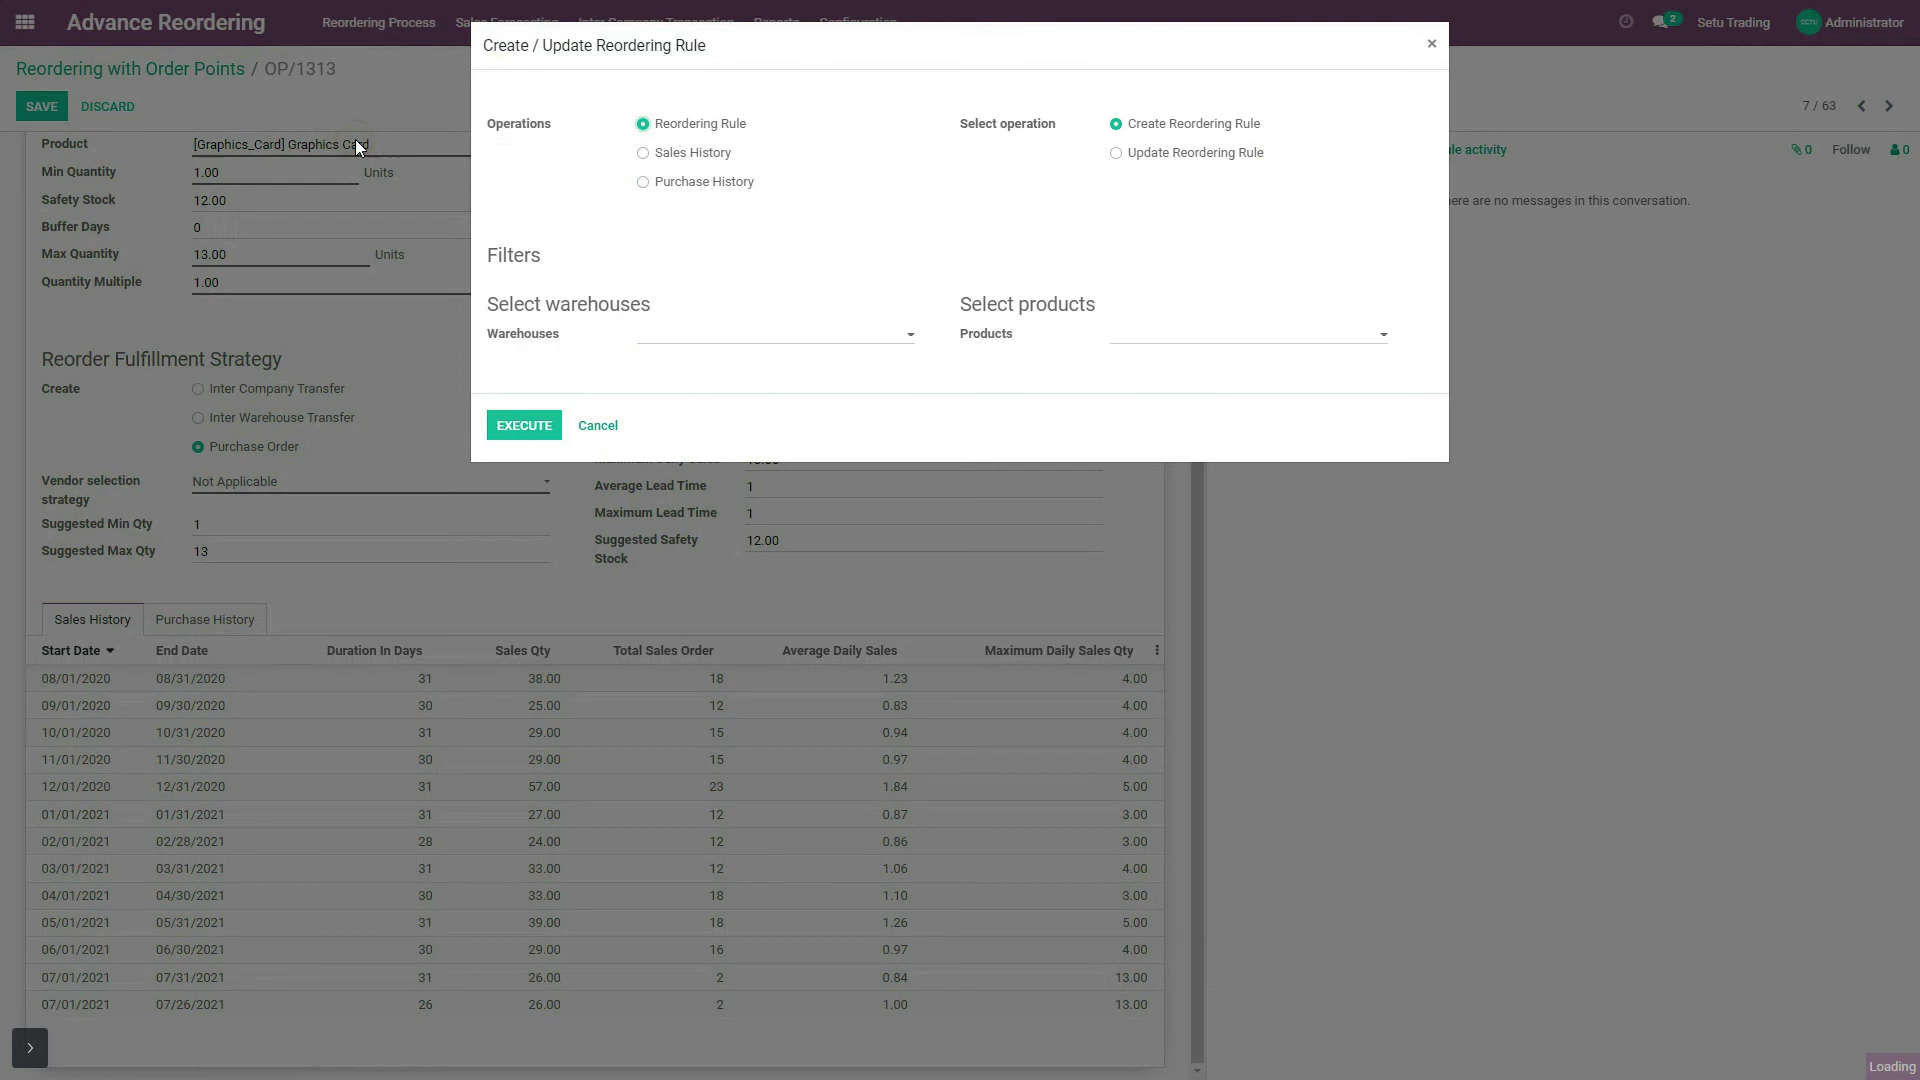 Advance Reordering Reordering Process Sales Forecasting Inter Company Transaction Reports Configuration 2 Setu Trading SETU Administrator
Create / Update Reordering Rule ×
Reordering with Order Points / OP/1313
SAVE DISCARD 7 / 63
Operations Reordering Rule Select operation Create Reordering Rule
Sales History Update Reordering Rule
Purchase History
Product [Graphics_Card] Graphics Card
Min Quantity 1.00 Units
Safety Stock 12.00
Buffer Days 0
Max Quantity 13.00 Units
Quantity Multiple 1.00
le activity 0 Follow 0
ere are no messages in this conversation.
Filters
Select warehouses Select products
Warehouses Products
EXECUTE Cancel
Reorder Fulfillment Strategy
Create Inter Company Transfer
Inter Warehouse Transfer
Purchase Order
Vendor selection strategy Not Applicable
Suggested Min Qty 1
Suggested Max Qty 13
Average Lead Time 1
Maximum Lead Time 1
Suggested Safety Stock 12.00
Sales History Purchase History
Start Date End Date Duration In Days Sales Qty Total Sales Order Average Daily Sales Maximum Daily Sales Qty
08/01/2020 08/31/2020 31 38.00 18 1.23 4.00
09/01/2020 09/30/2020 30 25.00 12 0.83 4.00
10/01/2020 10/31/2020 31 29.00 15 0.94 4.00
11/01/2020 11/30/2020 30 29.00 15 0.97 4.00
12/01/2020 12/31/2020 31 57.00 23 1.84 5.00
01/01/2021 01/31/2021 31 27.00 12 0.87 3.00
02/01/2021 02/28/2021 28 24.00 12 0.86 3.00
03/01/2021 03/31/2021 31 33.00 12 1.06 4.00
04/01/2021 04/30/2021 30 33.00 18 1.10 3.00
05/01/2021 05/31/2021 31 39.00 18 1.26 5.00
06/01/2021 06/30/2021 30 29.00 16 0.97 4.00
07/01/2021 07/31/2021 31 26.00 2 0.84 13.00
07/01/2021 07/26/2021 26 26.00 2 1.00 13.00
Loading